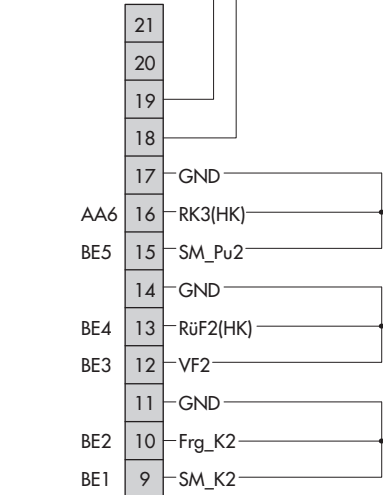 21
20
19
18
17 GND
AA6 16 RK3(HK)
BE5 15 SM_Pu2
14 GND
BE4 13 RüF2(HK)
BE3 12 VF2
11 GND
BE2 10 Frg_K2
BE1 9 SM_K2